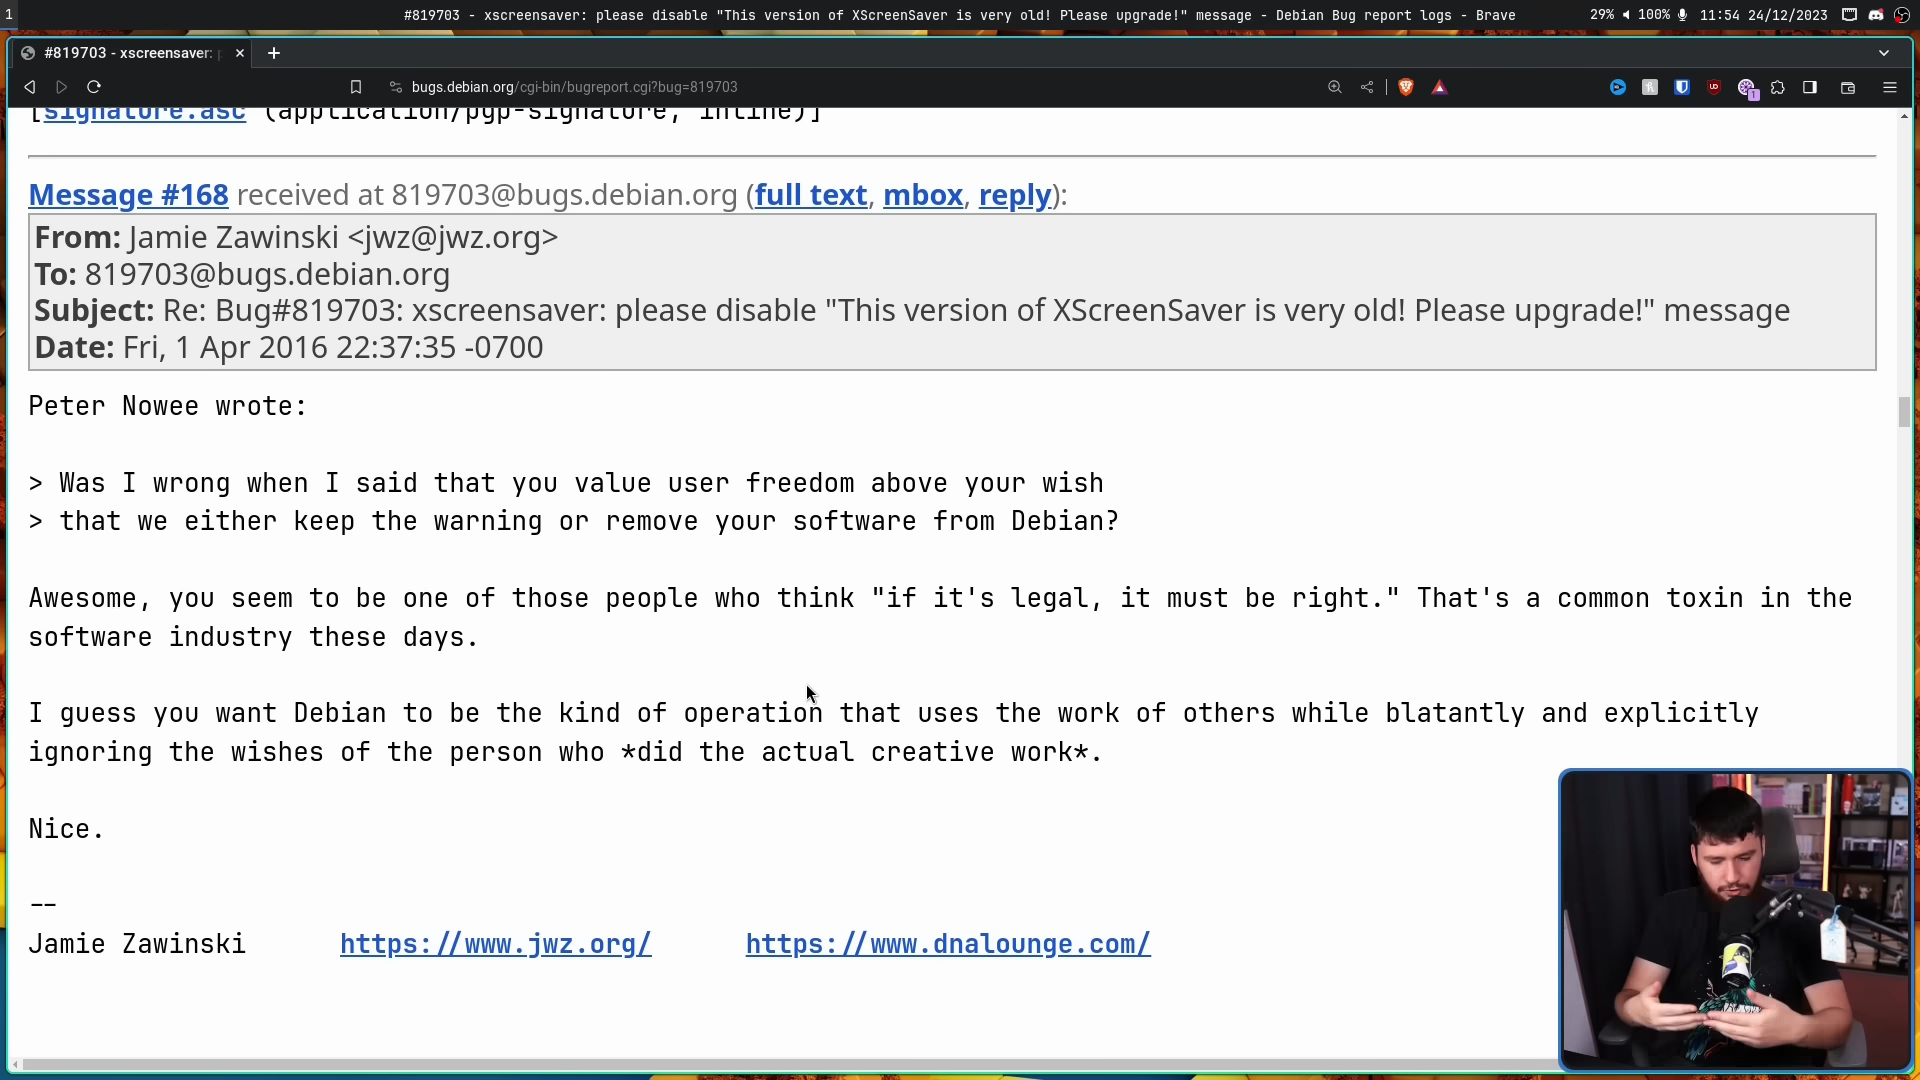 1
#819703 - xscreensaver: please disable "This version of XScreenSaver is very old! Please upgrade!" message - Debian Bug report logs - Brave
29% 100% 11:54 24/12/2023
#819703 - xscreensaver:
bugs.debian.org/cgi-bin/bugreport.cgi?bug=819703
[signature.asc (application/pgp-signature, inline)]
Message #168 received at 819703@bugs.debian.org (full text, mbox, reply):
From: Jamie Zawinski <jwz@jwz.org>
To: 819703@bugs.debian.org
Subject: Re: Bug#819703: xscreensaver: please disable "This version of XScreenSaver is very old! Please upgrade!" message
Date: Fri, 1 Apr 2016 22:37:35 -0700
Peter Nowee wrote:
> Was I wrong when I said that you value user freedom above your wish
> that we either keep the warning or remove your software from Debian?
Awesome, you seem to be one of those people who think "if it's legal, it must be right." That's a common toxin in the
software industry these days.
I guess you want Debian to be the kind of operation that uses the work of others while blatantly and explicitly
ignoring the wishes of the person who *did the actual creative work*.
Nice.
--
Jamie Zawinski https://www.jwz.org/ https://www.dnalounge.com/